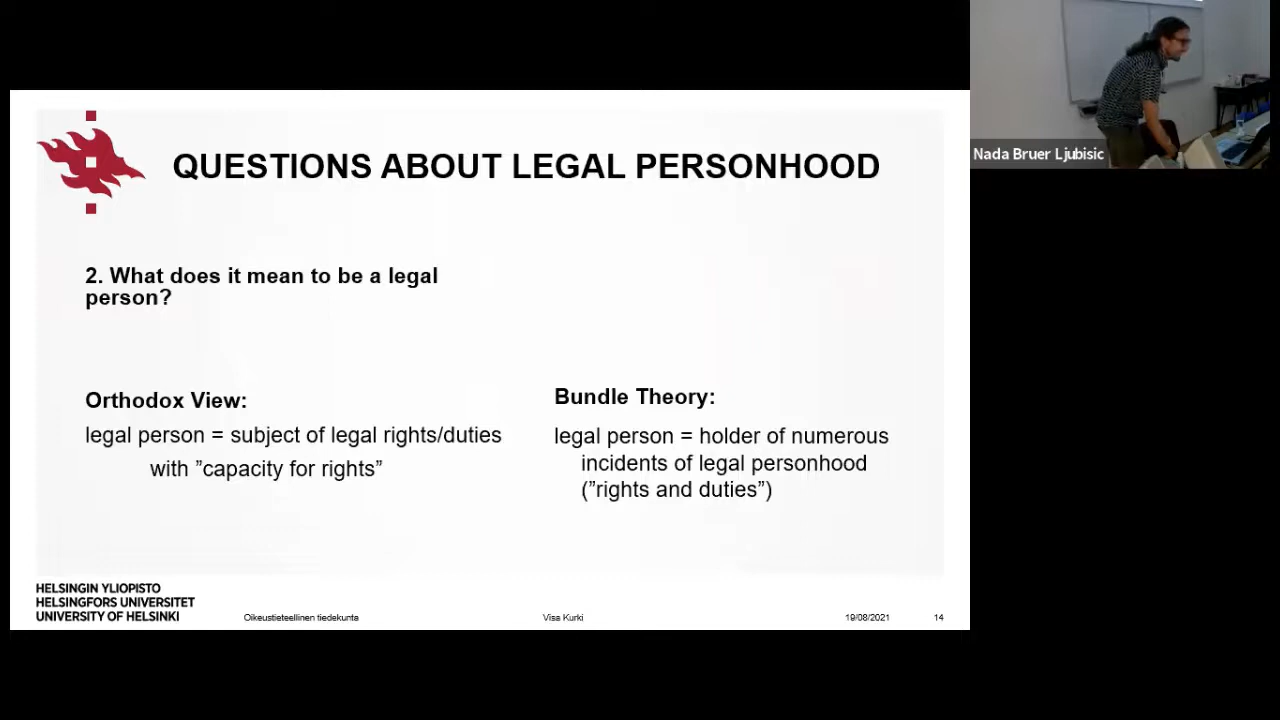 QUESTIONS ABOUT LEGAL PERSONHOOD
Nada Bruer Ljubisic
2. What does it mean to be a legal
person?
Orthodox View:
legal person = subject of legal rights/duties
with ”capacity for rights”
Bundle Theory:
legal person = holder of numerous
incidents of legal personhood
(”rights and duties”)
HELSINGIN YLIOPISTO
HELSINGFORS UNIVERSITET
UNIVERSITY OF HELSINKI
Oikeustieteellinen tiedekunta
Visa Kurki
19/08/2021
14